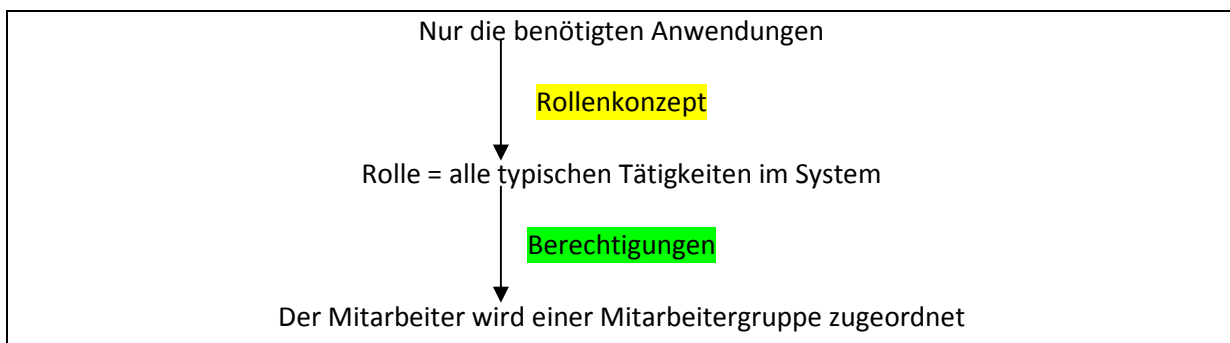 Nur die benötigten Anwendungen
Rollenkonzept
Rolle = alle typischen Tätigkeiten im System
Berechtigungen
Der Mitarbeiter wird einer Mitarbeitergruppe zugeordnet